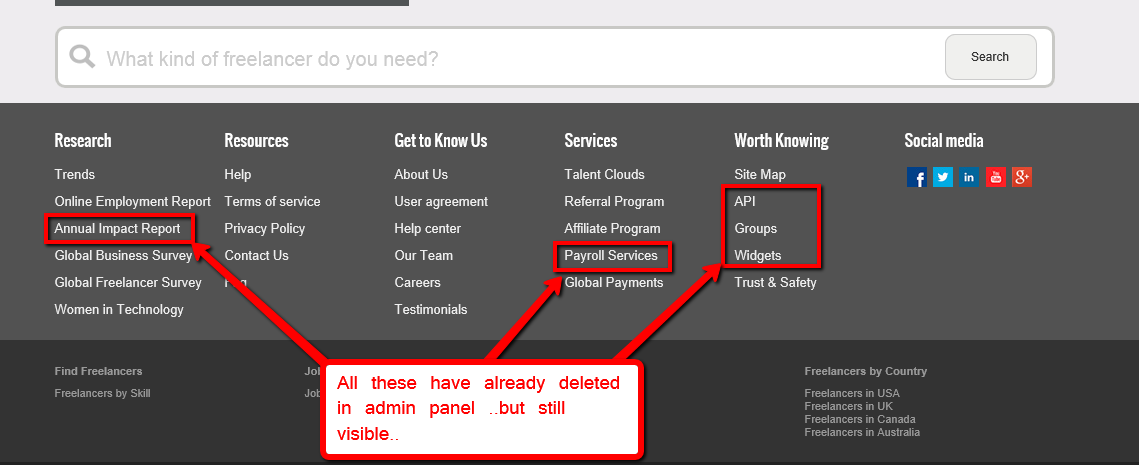 What kind of freelancer do you need?
Search
Research
Trends
Online Employment Report
Annual Impact Report
Global Business Survey
Global Freelancer Survey
Women in Technology
Resources
Help
Terms of service
Privacy Policy
Contact Us
Get to Know Us
About Us
User agreement
Help center
Our Team
Careers
Testimonials
Services
Talent Clouds
Referral Program
Affiliate Program
Payroll Services
Global Payments
Worth Knowing
Site Map
API
Groups
Widgets
Trust & Safety
Social media
f
in
You
Tube
g+
All these have already deleted
in admin panel ..but still
visible..
Find Freelancers
Freelancers by Skill
Freelancers by Country
Freelancers in USA
Freelancers in UK
Freelancers in Canada
Freelancers in Australia